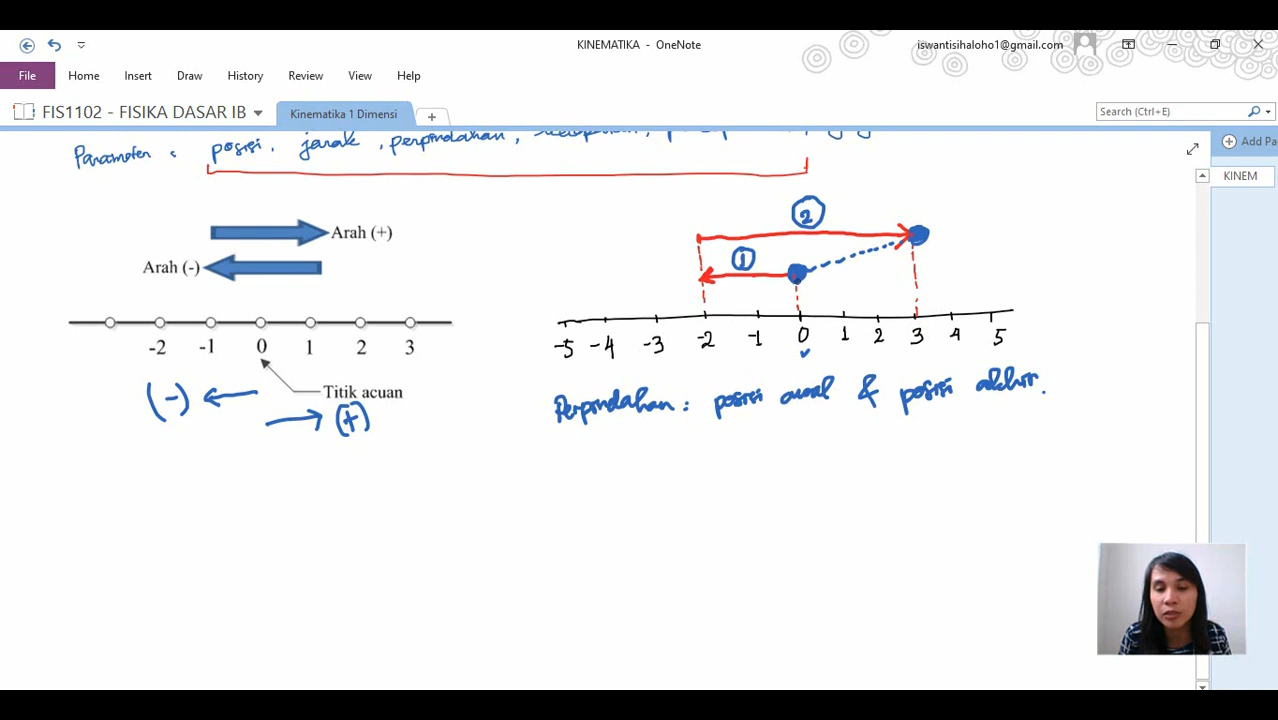 KINEMATIKA - OneNote
iswantisihaloho1@gmail.com
File Home Insert Draw History Review View Help
FIS1102 - FISIKA DASAR IB
Kinematika 1 Dimensi
+
Search (Ctrl+E)
Add Pa
KINEM
Parameter : posisi, jarak, perpindahan,
Arah (+)
Arah (-)
-2 -1 0 1 2 3
Titik acuan
(-) (+)
2
1
-5 -4 -3 -2 -1 0 1 2 3 4 5
Perpindahan : posisi awal & posisi akhir.